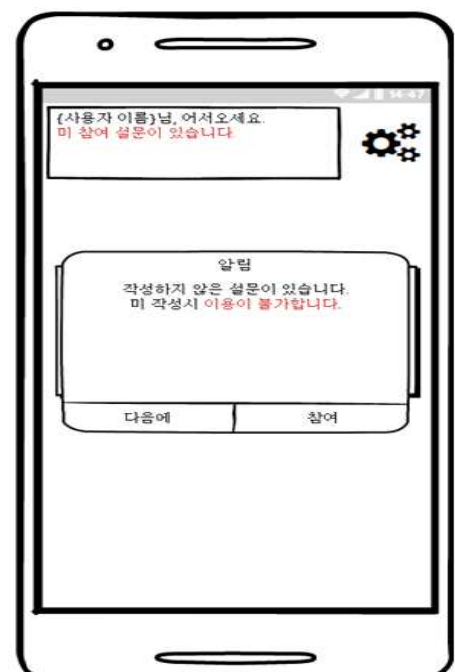 14:47
{사용자 이름}님, 어서오세요.
미 참여 설문이 있습니다.
알림
작성하지 않은 설문이 있습니다.
미 작성시 이용이 불가합니다.
다음에
참여